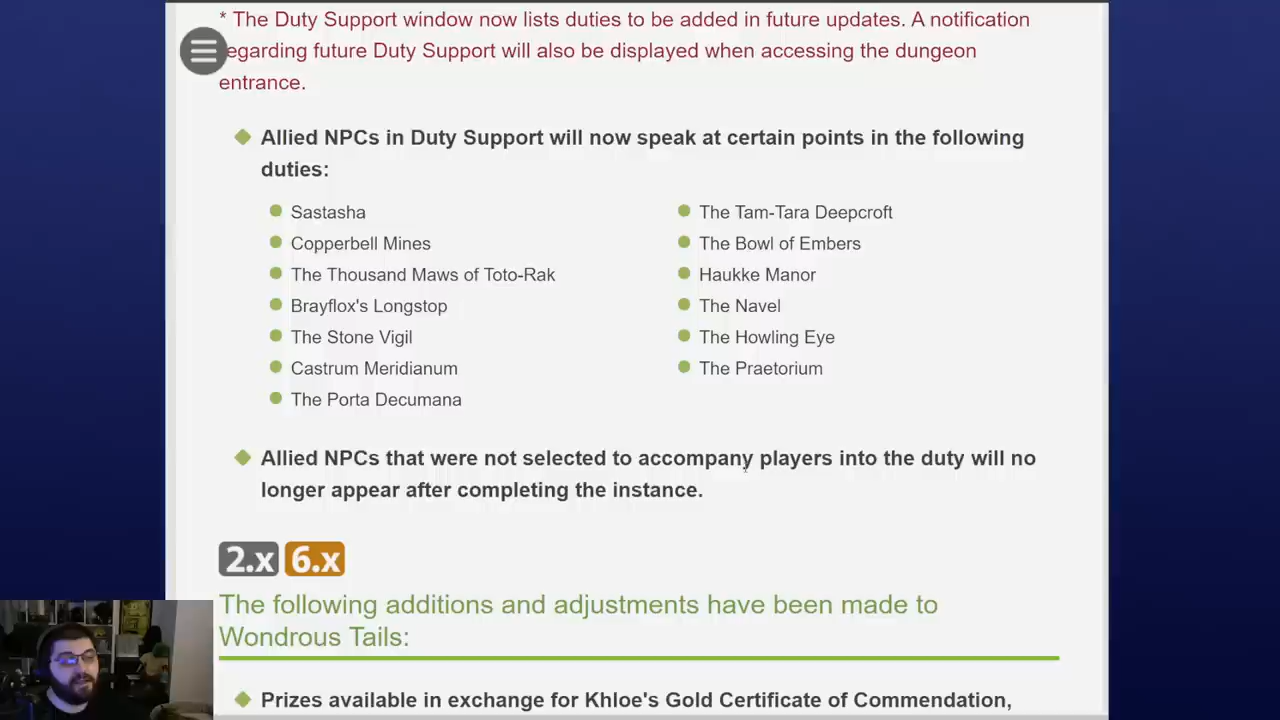 * The Duty Support window now lists duties to be added in future updates. A notification
regarding future Duty Support will also be displayed when accessing the dungeon
entrance.
Allied NPCs in Duty Support will now speak at certain points in the following
duties:
Sastasha
The Tam-Tara Deepcroft
Copperbell Mines
The Bowl of Embers
The Thousand Maws of Toto-Rak
Haukke Manor
Brayflox's Longstop
The Navel
The Stone Vigil
The Howling Eye
Castrum Meridianum
The Praetorium
The Porta Decumana
Allied NPCs that were not selected to accompany players into the duty will no
longer appear after completing the instance.
2.x 6.x
The following additions and adjustments have been made to
Wondrous Tails:
Prizes available in exchange for Khloe's Gold Certificate of Commendation,